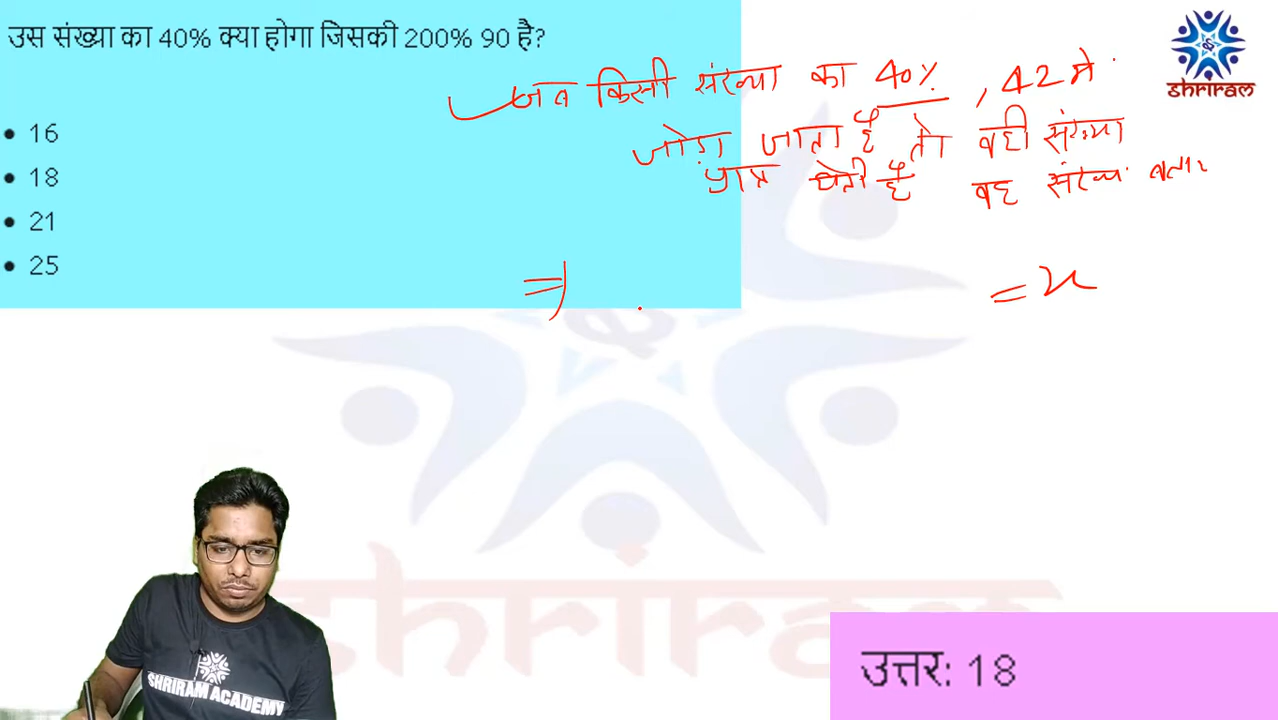 उस संख्या का 40% क्या होगा जिसकी 200% 90 है?
• 16
• 18
• 21
• 25
जब किसी संख्या का 40%, 42 में
जोड़ा जाता है तो वही संख्या
प्राप्त होती है वह संख्या बताए
⇒ = x
shriram
shriram
SHRIRAM ACADEMY
उत्तर: 18